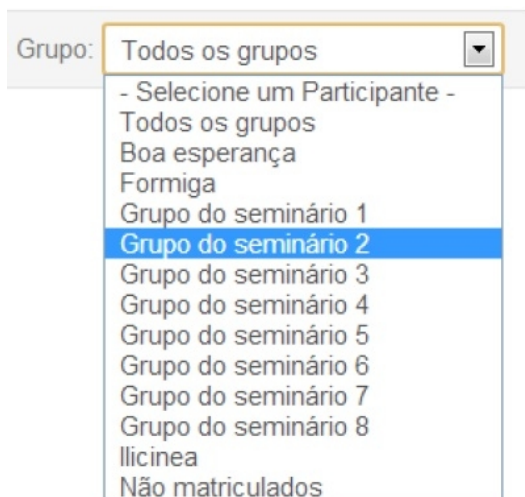 Grupo: Todos os grupos
- Selecione um Participante -
Todos os grupos
Boa esperança
Formiga
Grupo do seminário 1
Grupo do seminário 2
Grupo do seminário 3
Grupo do seminário 4
Grupo do seminário 5
Grupo do seminário 6
Grupo do seminário 7
Grupo do seminário 8
Ilicinea
Não matriculados